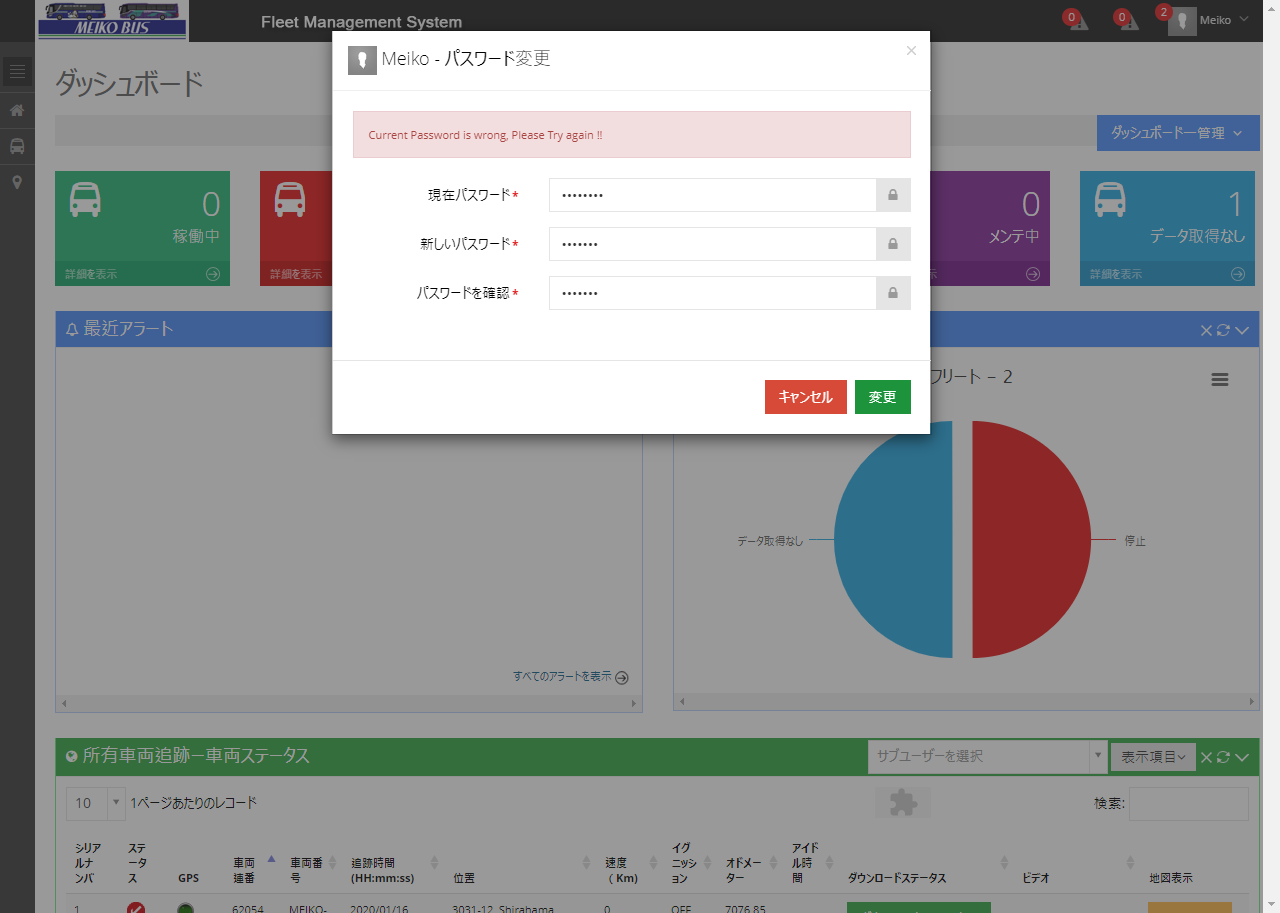 MEIKO BUS
Fleet Management System
0
0
2
Meiko
Meiko - パスワード変更
×
ダッシュボード
Current Password is wrong, Please Try again !!
ダッシュボードー管理
現在パスワード*
新しいパスワード*
パスワードを確認*
キャンセル
変更
0
稼働中
詳細を表示
詳細を表示
0
メンテ中
示
1
データ取得なし
詳細を表示
最近アラート
フリート – 2
データ取得なし
停止
すべてのアラートを表示
所有車両追跡ー車両ステータス
サブユーザーを選択
表示項目
10
1ページあたりのレコード
検索:
シリアルナンバ
ステータス
GPS
車両連番
車両番号
追跡時間 (HH:mm:ss)
位置
速度 ( Km)
イグニッション
オドメーター
アイドル時間
ダウンロードステータス
ビデオ
地図表示
1
62054
MEIKO-
2020/01/16
3031-12, Shirahama
0
OFF
7076.85